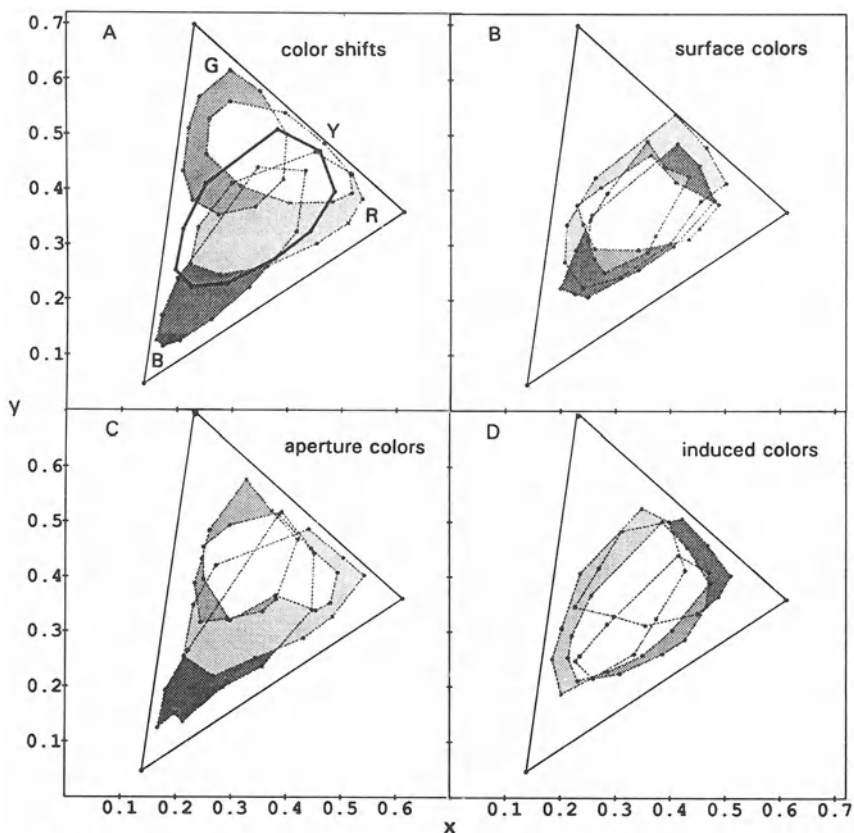 A
color shifts
0.7
0.6
0.5
0.4
0.3
0.2
0.1
G
Y
R
B
B
surface colors
y
C
aperture colors
0.6
0.5
0.4
0.3
0.2
0.1
0.1 0.2 0.3 0.4 0.5 0.6
x
D
induced colors
0.1 0.2 0.3 0.4 0.5 0.6 0.7